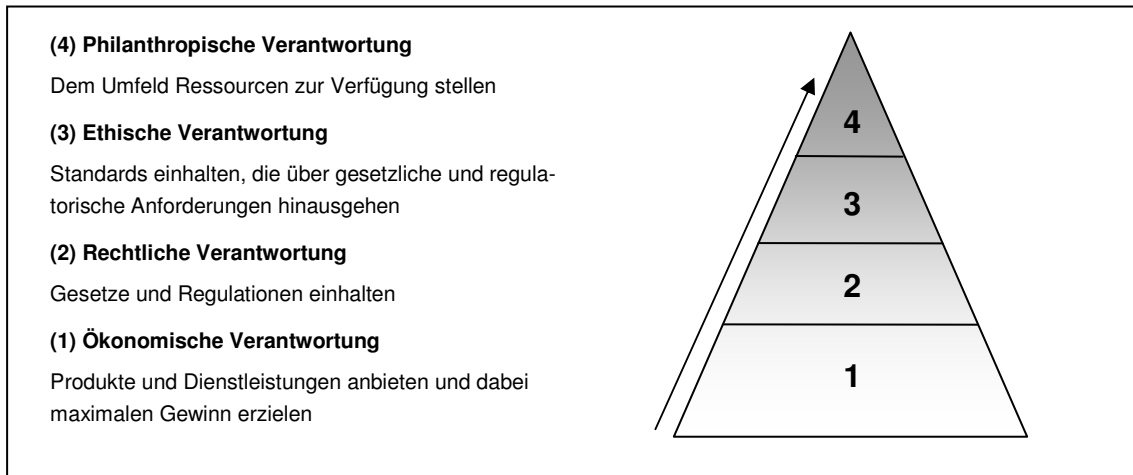 (4) Philanthropische Verantwortung
Dem Umfeld Ressourcen zur Verfügung stellen
(3) Ethische Verantwortung
Standards einhalten, die über gesetzliche und regula-
torische Anforderungen hinausgehen
(2) Rechtliche Verantwortung
Gesetze und Regulationen einhalten
(1) Ökonomische Verantwortung
Produkte und Dienstleistungen anbieten und dabei
maximalen Gewinn erzielen
4
3
2
1